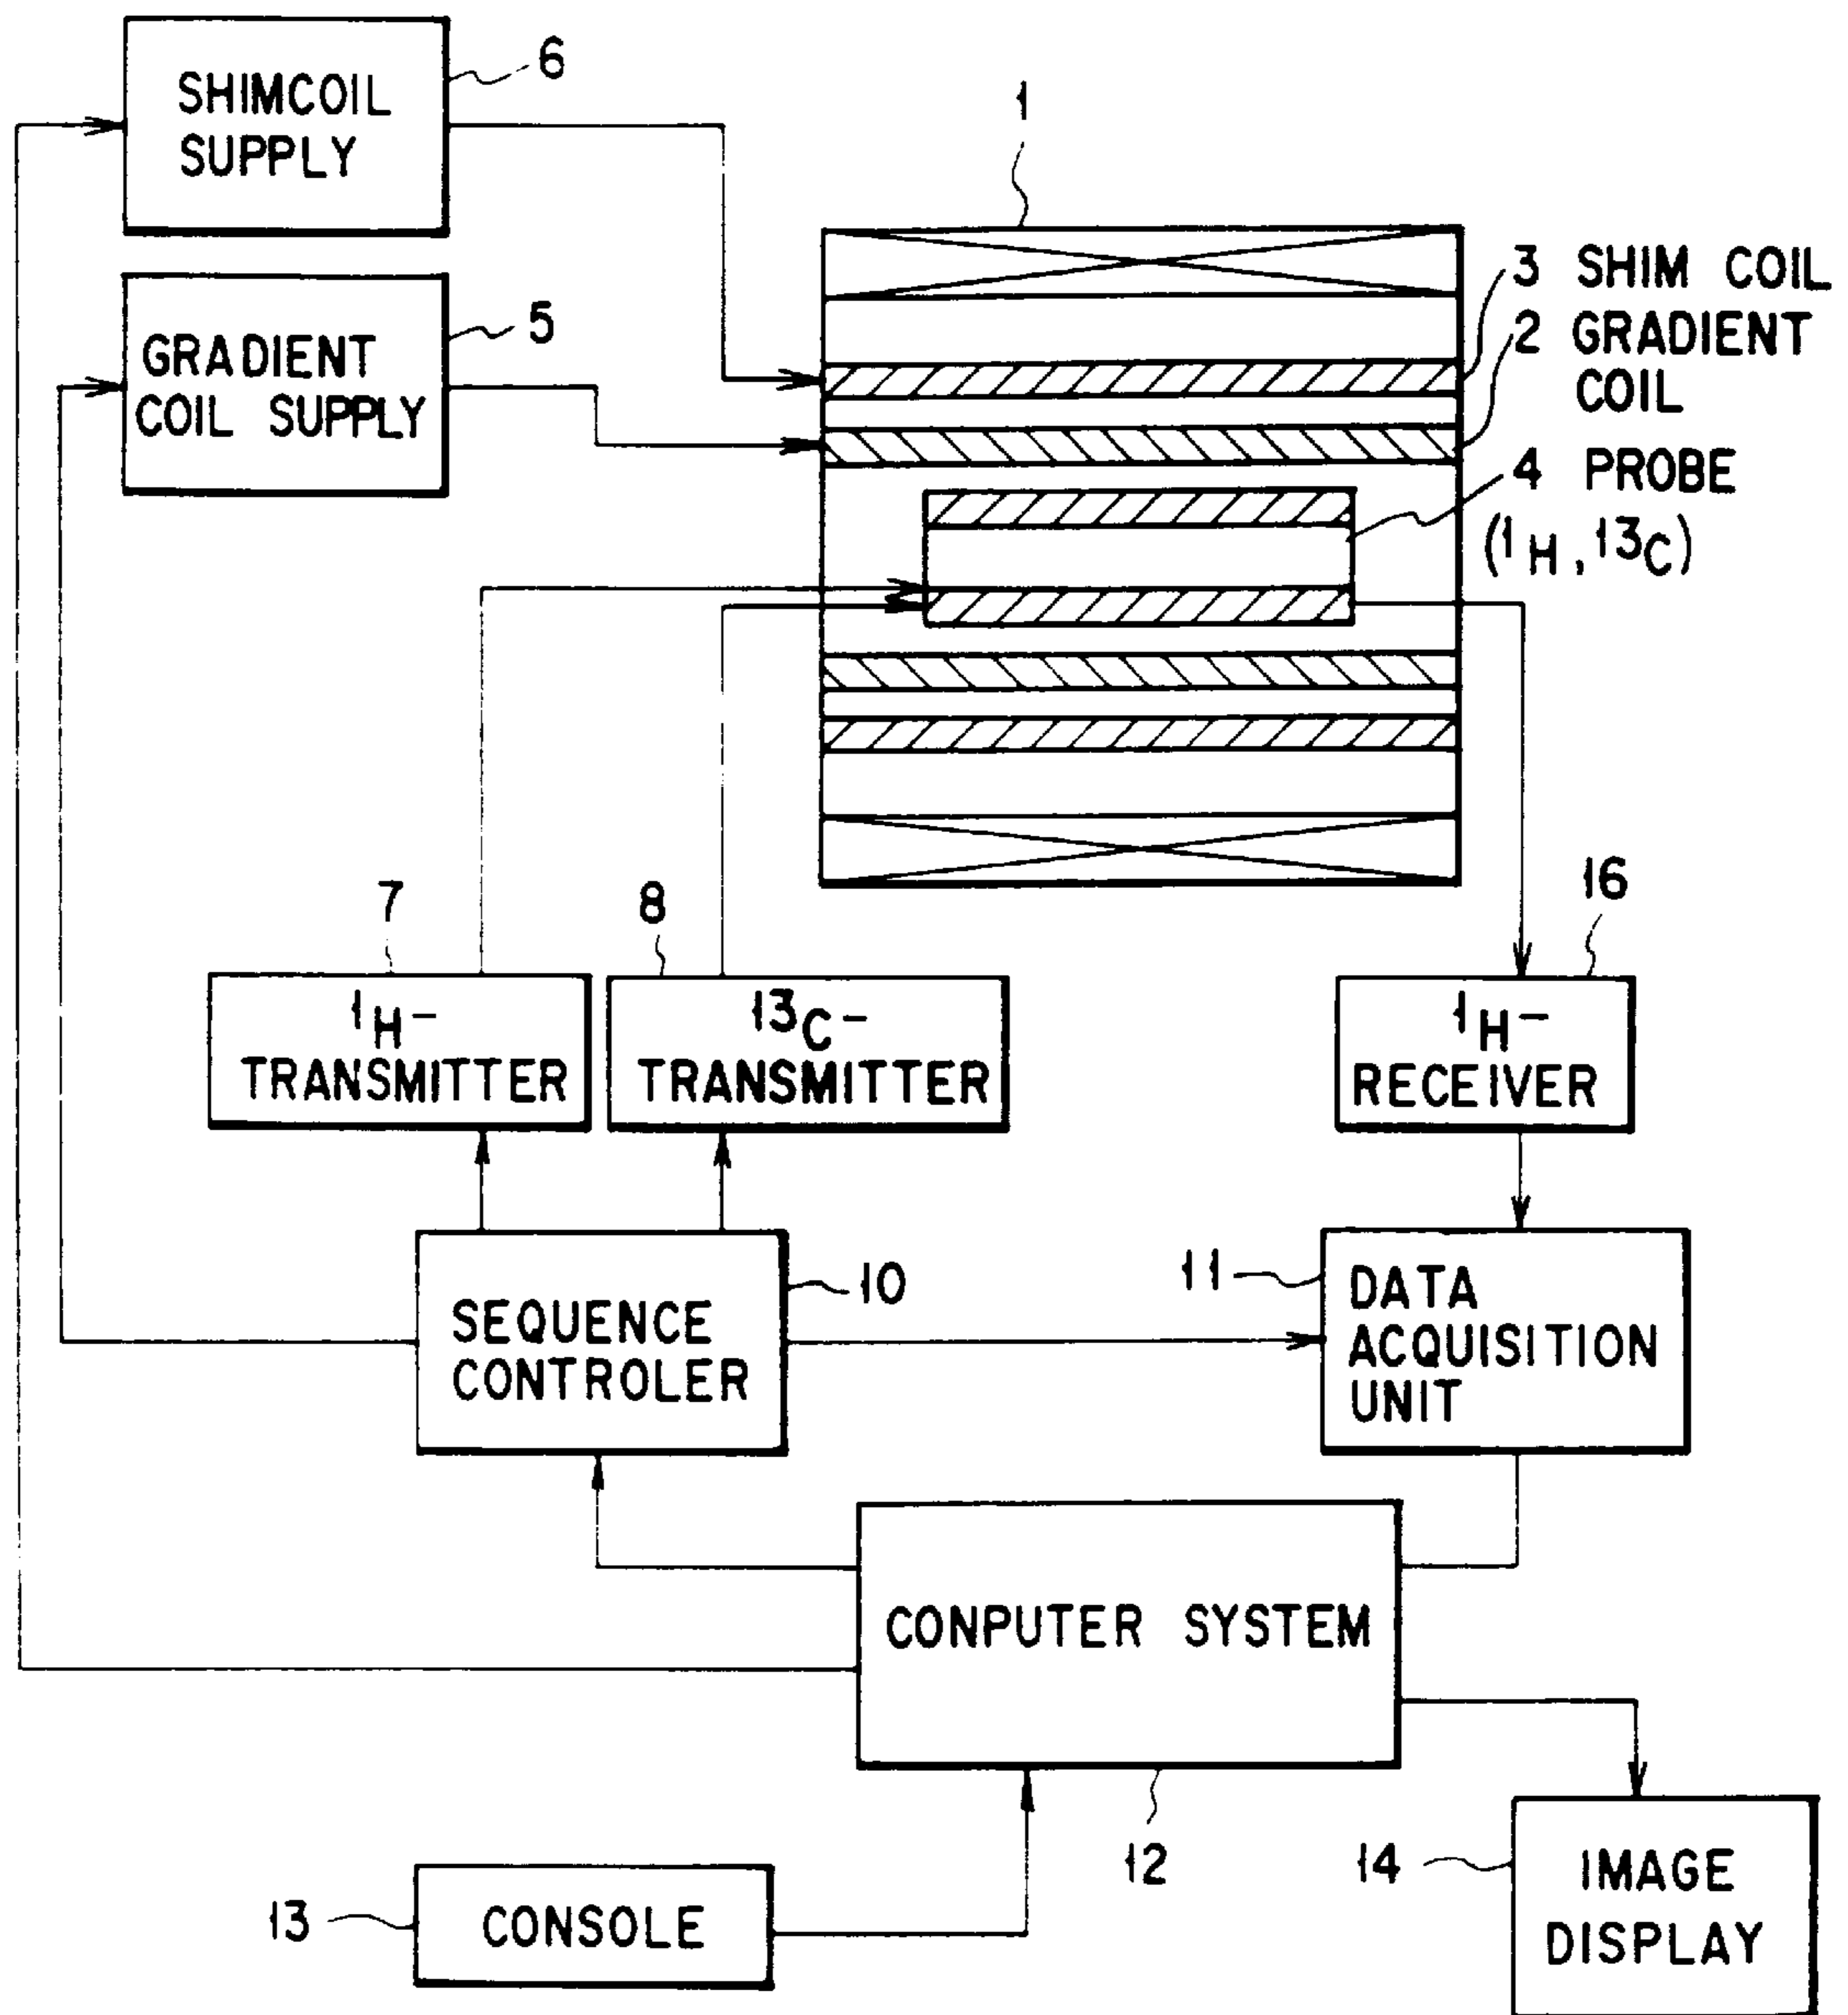 SHIMCOIL
SUPPLY
6
1
3 SHIM COIL
2 GRADIENT
COIL
GRADIENT
COIL SUPPLY
5
4 PROBE
(1H, 13C)
7
8
16
1H-
TRANSMITTER
13C-
TRANSMITTER
1H-
RECEIVER
SEQUENCE
CONTROLER
10
11
DATA
ACQUISITION
UNIT
CONPUTER SYSTEM
12
13
CONSOLE
14
IMAGE
DISPLAY